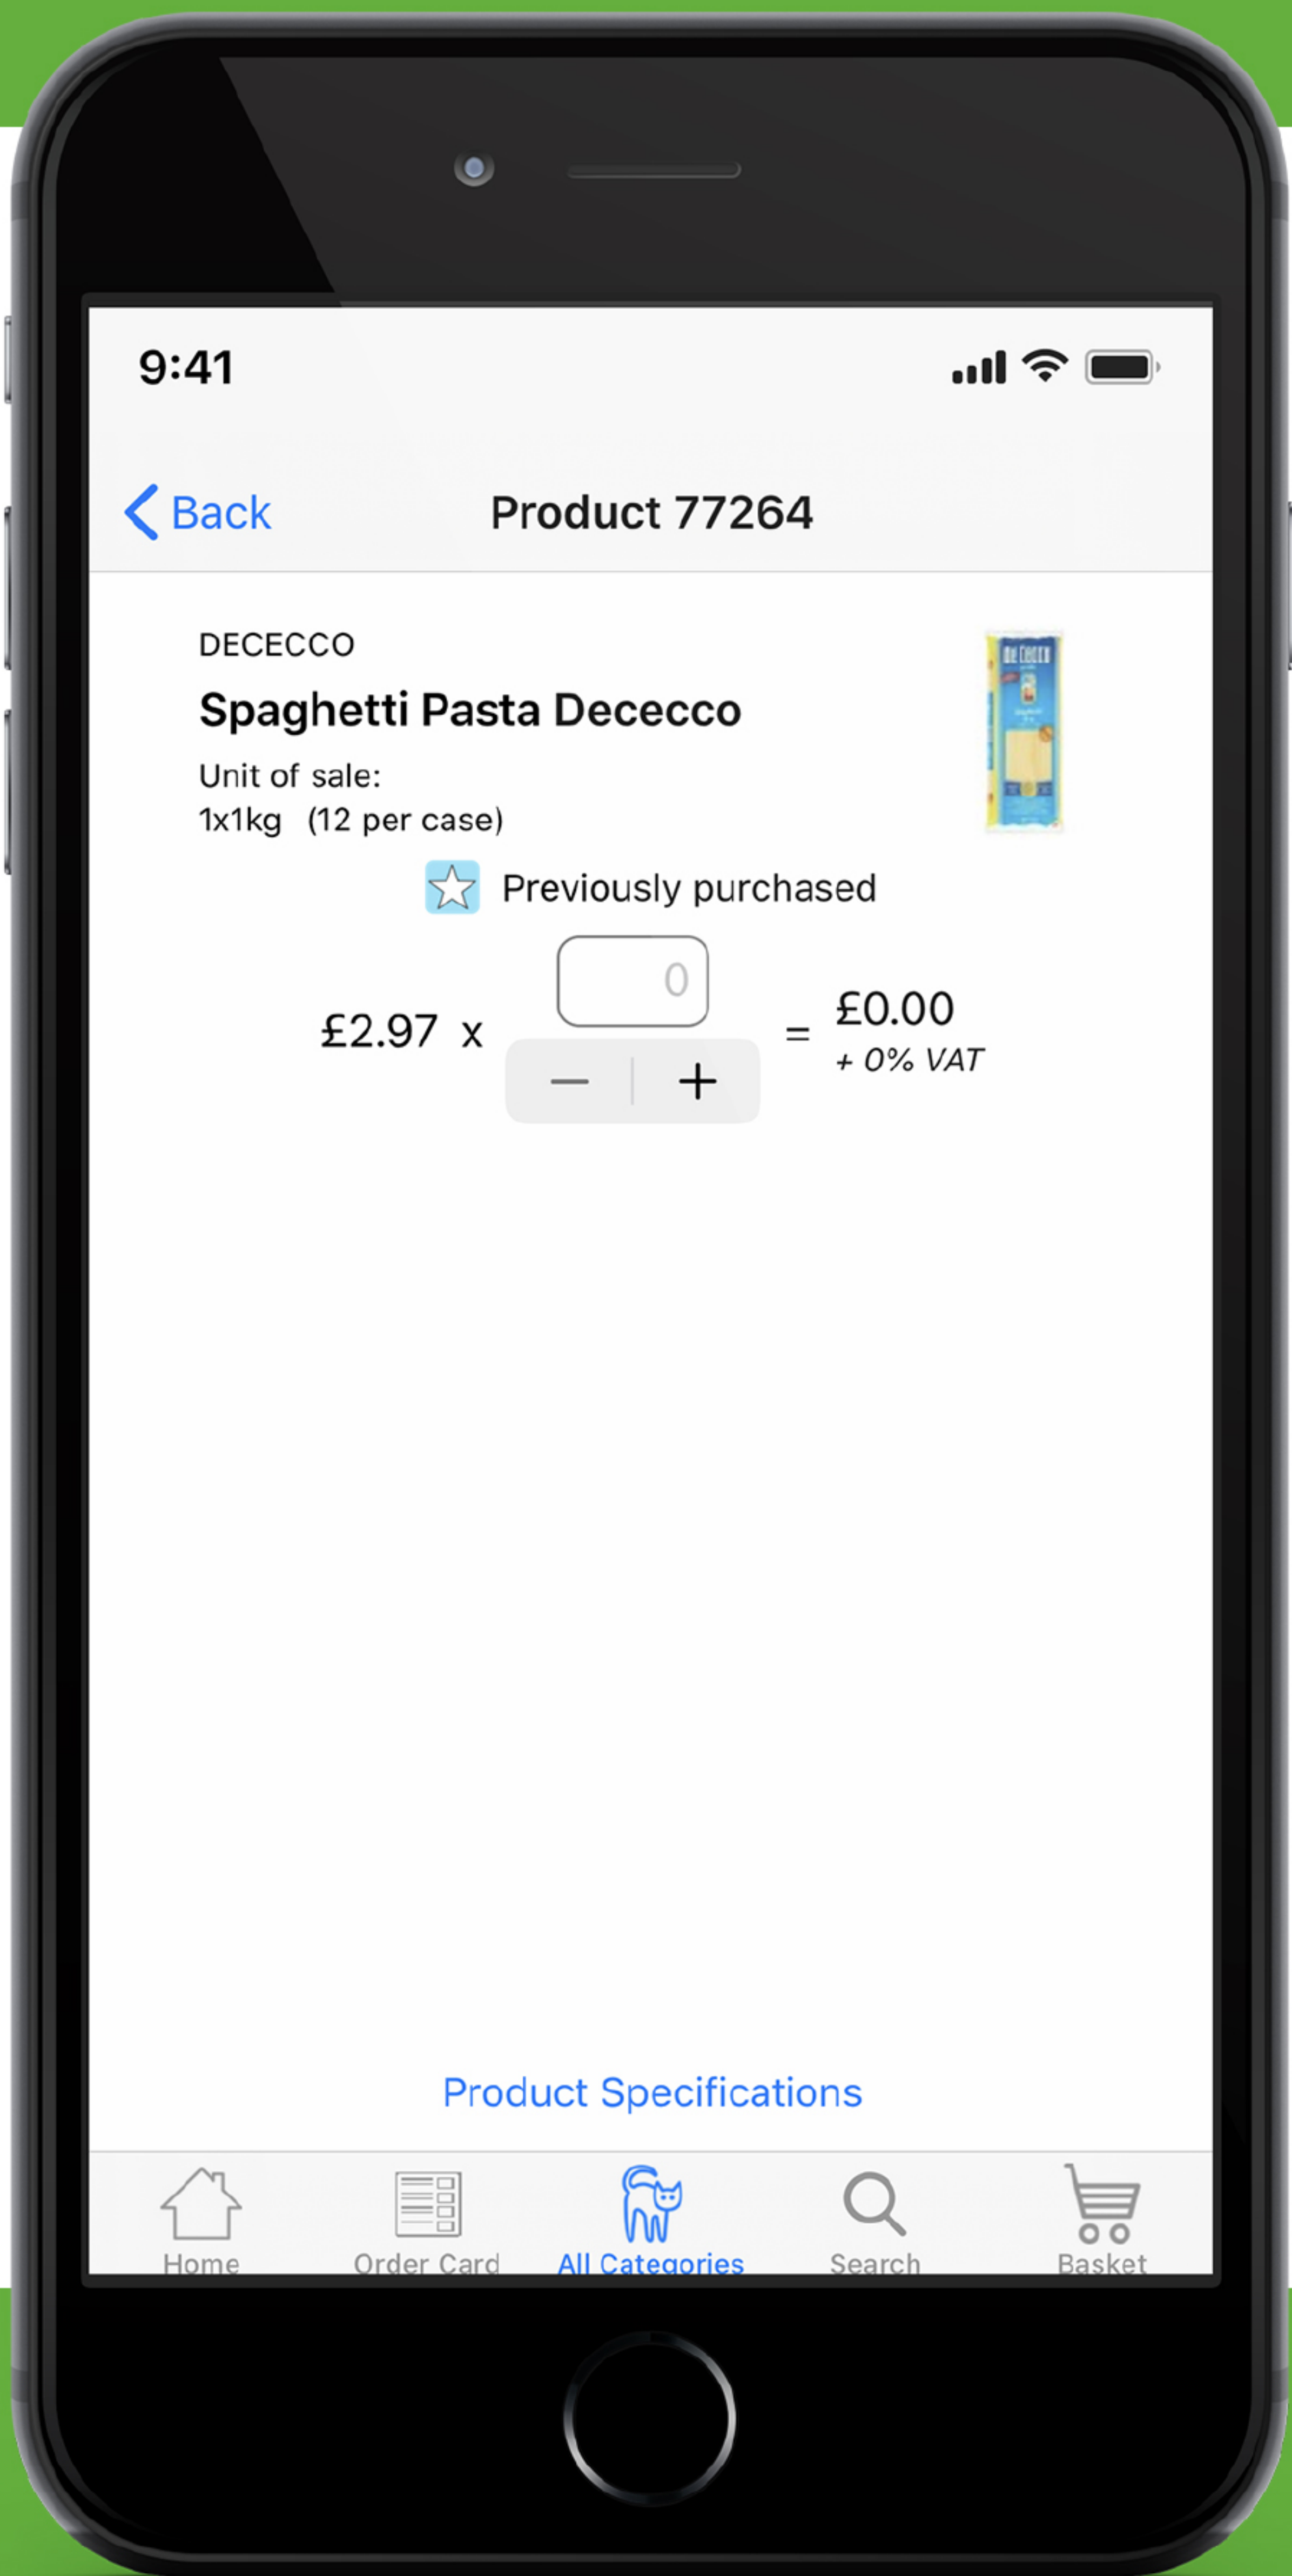 9:41
Back
Product 77264
DECECCO
Spaghetti Pasta Dececco
Unit of sale:
1x1kg (12 per case)
Previously purchased
0
£2.97 x
= £0.00
+ 0% VAT
Product Specifications
Home
Order Card
All Categories
Search
Basket